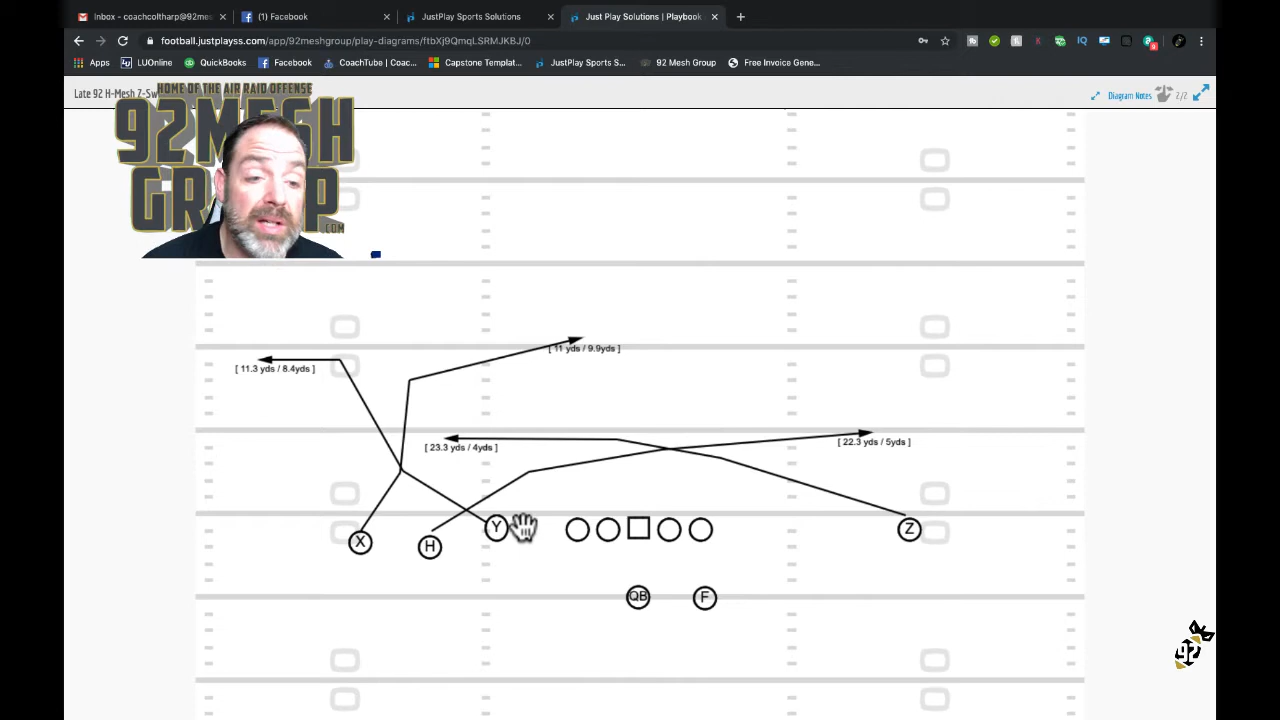 Inbox - coachcoltharp@92mes
(1) Facebook
JustPlay Sports Solutions
Just Play Solutions | Playbook
football.justplayss.com/app/92meshgroup/play-diagrams/ftbXj9QmqLSRMJKBJ/0
Apps
LUOnline
QuickBooks
Facebook
CoachTube | Coac...
Capstone Templat...
JustPlay Sports S...
92 Mesh Group
Free Invoice Gene...
Late 92 H-Mesh Z-Sw
Diagram Notes
2/2
HOME OF THE AIR RAID OFFENSE
92MESH
GR P
.COM
[ 11 yds / 9.9yds ]
[ 11.3 yds / 8.4yds ]
[ 23.3 yds / 4yds ]
[ 22.3 yds / 5yds ]
X
H
Y
Z
QB
F
92